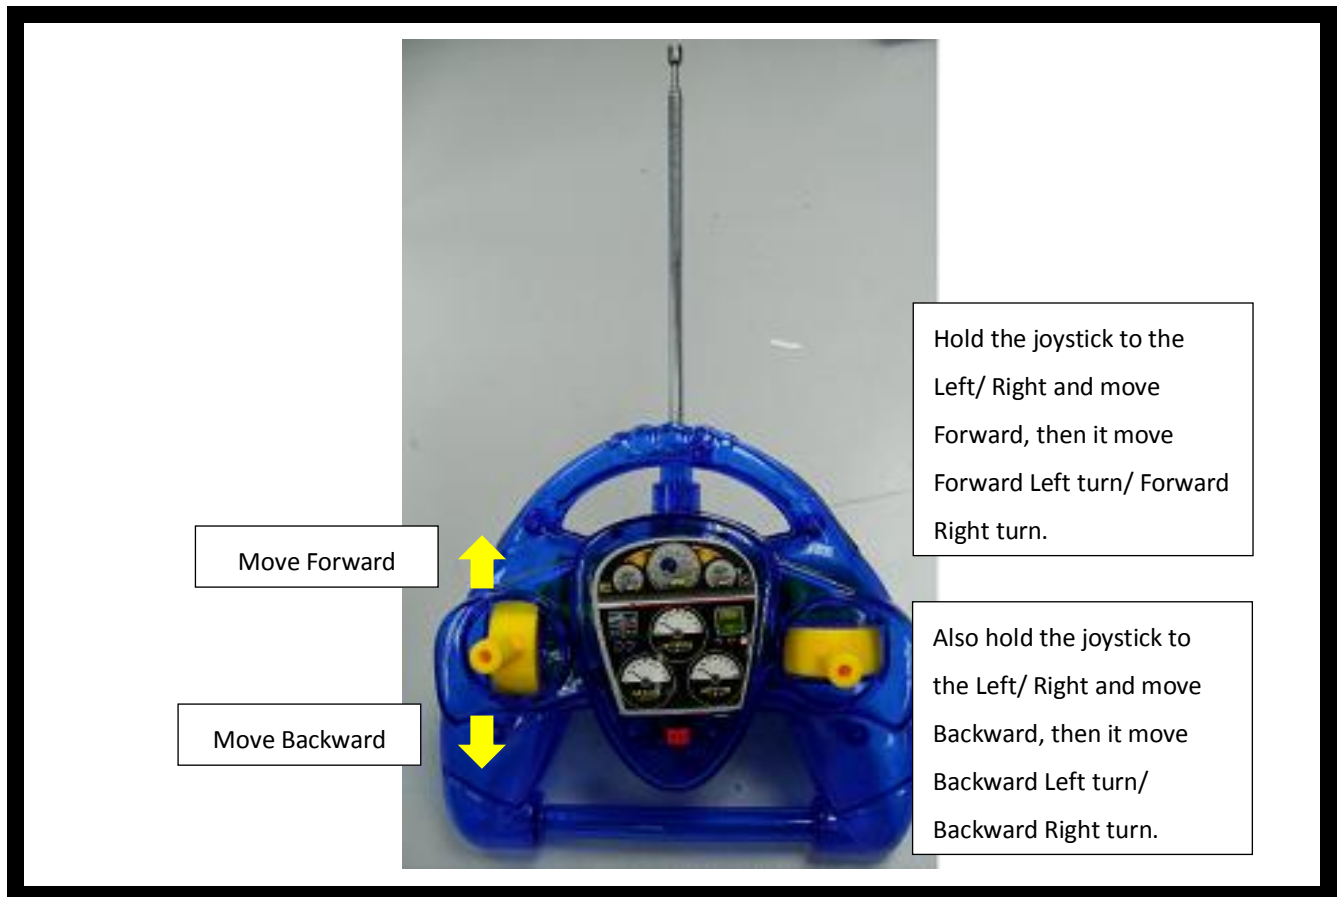 Hold the joystick to the
Left/ Right and move
Forward, then it move
Forward Left turn/ Forward
Right turn.
Move Forward
Also hold the joystick to
the Left/ Right and move
Backward, then it move
Backward Left turn/
Backward Right turn.
Move Backward